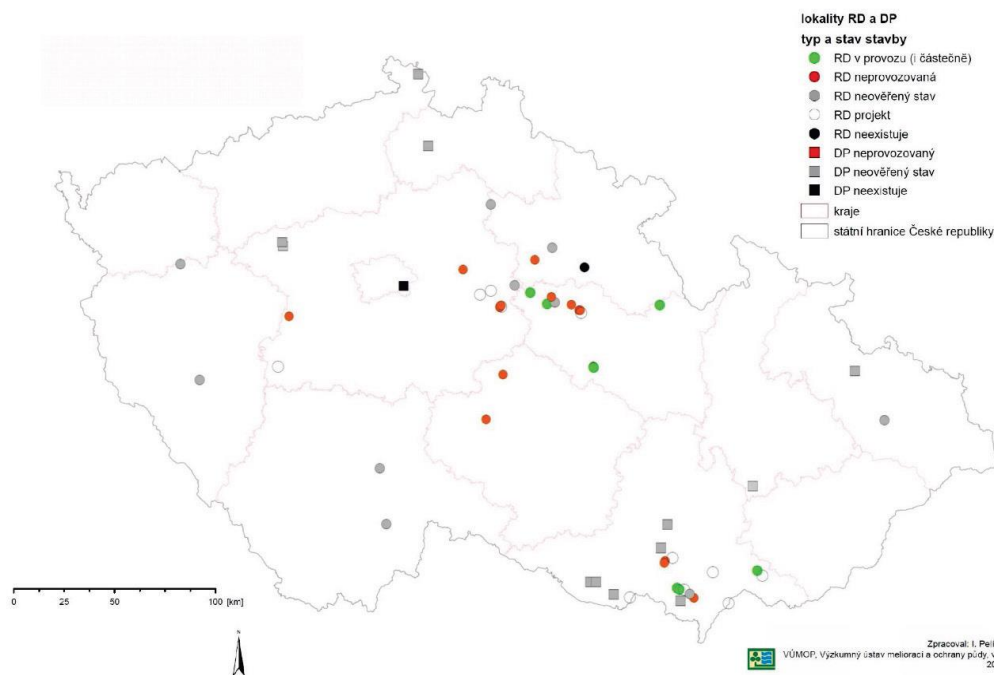 lokality RD a DP
typ a stav stavby
RD v provozu (i částečně)
RD neprovozovaná
RD neověřený stav
RD projekt
RD neexistuje
DP neprovozovaný
DP neověřený stav
DP neexistuje
kraje
státní hranice České republiky
0 25 50 100 [km]
Zpracoval: I.
VÚMOP, Výzkumný ústav meliorací a ochrany půdy,